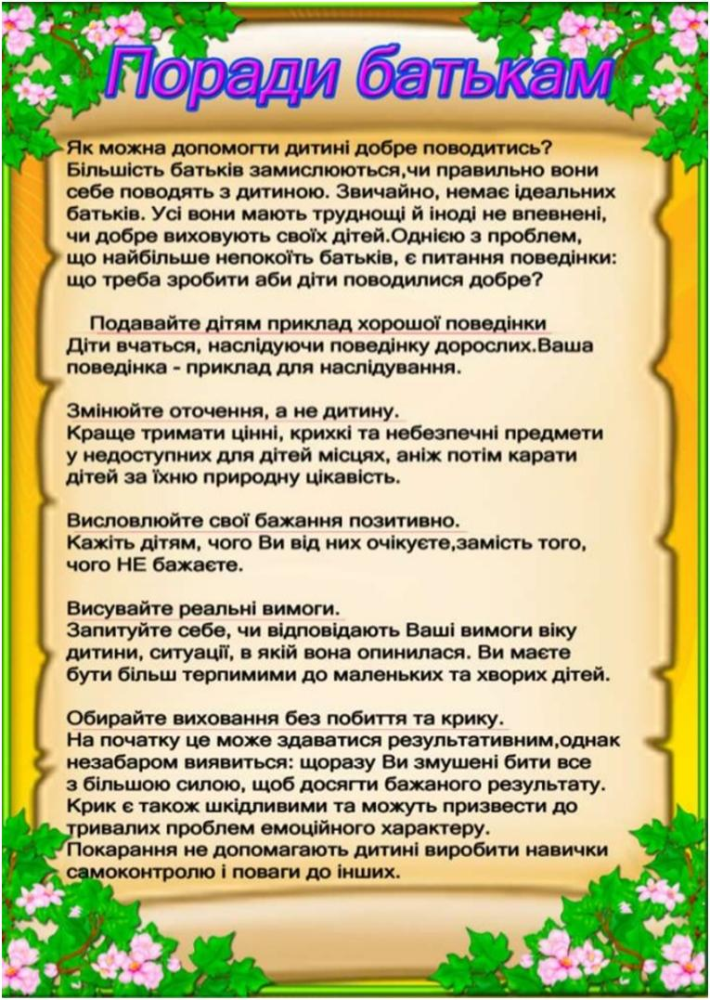 Поради батькам
Як можна допомогти дитині добре поводитись?
Більшість батьків замислюються,чи правильно вони
себе поводять з дитиною. Звичайно, немає ідеальних
батьків. Усі вони мають труднощі й іноді не впевнені,
чи добре виховують своїх дітей.Однією з проблем,
що найбільше непокоїть батьків, є питання поведінки:
що треба зробити аби діти поводилися добре?
Подавайте дітям приклад хорошої поведінки
Діти вчаться, наслідуючи поведінку дорослих.Ваша
поведінка - приклад для наслідування.
Змінюйте оточення, а не дитину.
Краще тримати цінні, крихкі та небезпечні предмети
у недоступних для дітей місцях, аніж потім карати
дітей за їхню природну цікавість.
Висловлюйте свої бажання позитивно.
Кажіть дітям, чого Ви від них очікуєте,замість того,
чого НЕ бажаєте.
Висувайте реальні вимоги.
Запитуйте себе, чи відповідають Ваші вимоги віку
дитини, ситуації, в якій вона опинилася. Ви маєте
бути більш терпимими до маленьких та хворих дітей.
Обирайте виховання без побиття та крику.
На початку це може здаватися результативним,однак
незабаром виявиться: щоразу Ви змушені бити все
з більшою силою, щоб досягти бажаного результату.
Крик є також шкідливими та можуть призвести до
тривалих проблем емоційного характеру.
Покарання не допомагають дитині виробити навички
самоконтролю і поваги до інших.